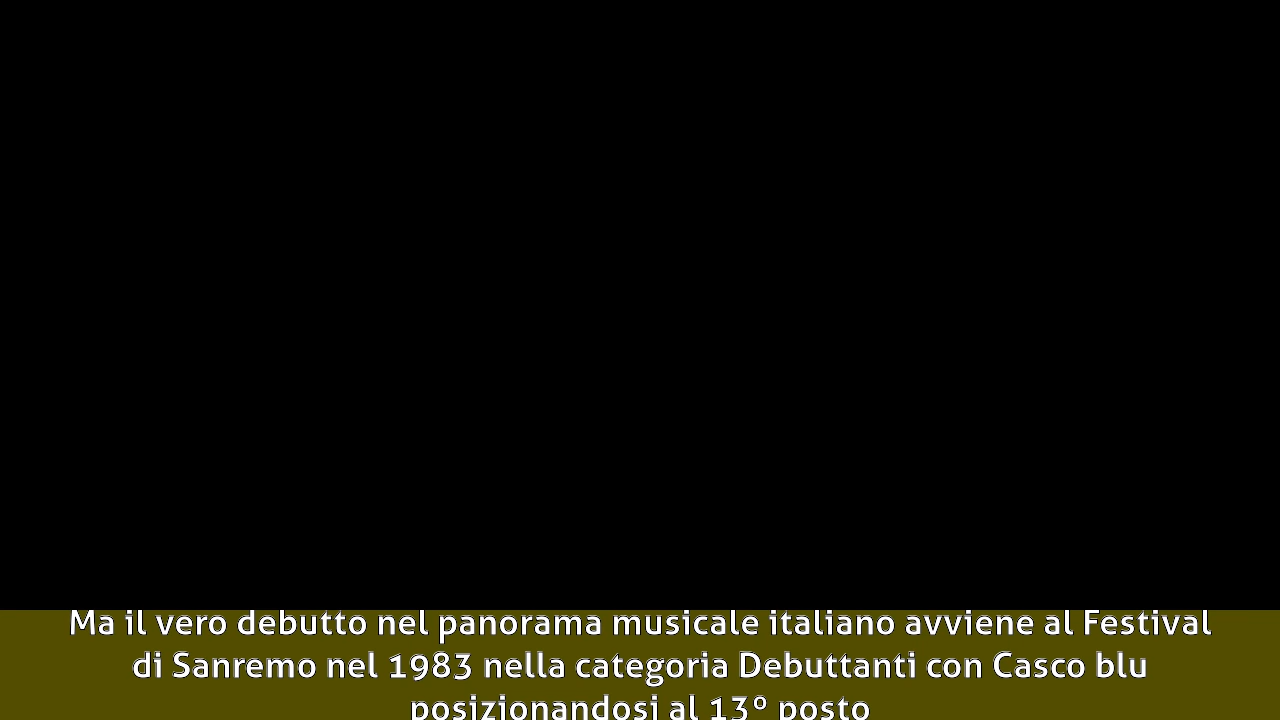 Ma il vero debutto nel panorama musicale italiano avviene al Festival
di Sanremo nel 1983 nella categoria Debuttanti con Casco blu
posizionandosi al 13º posto